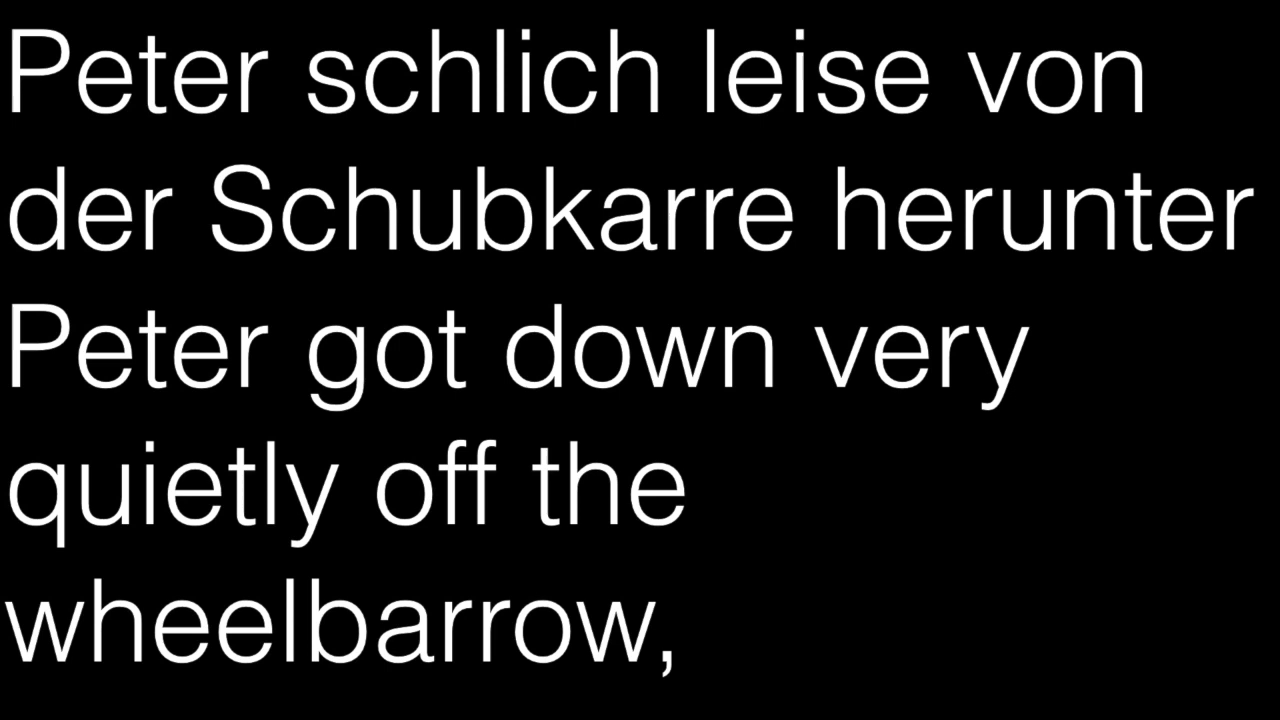 Peter schlich leise von
der Schubkarre herunter
Peter got down very
quietly off the
wheelbarrow,